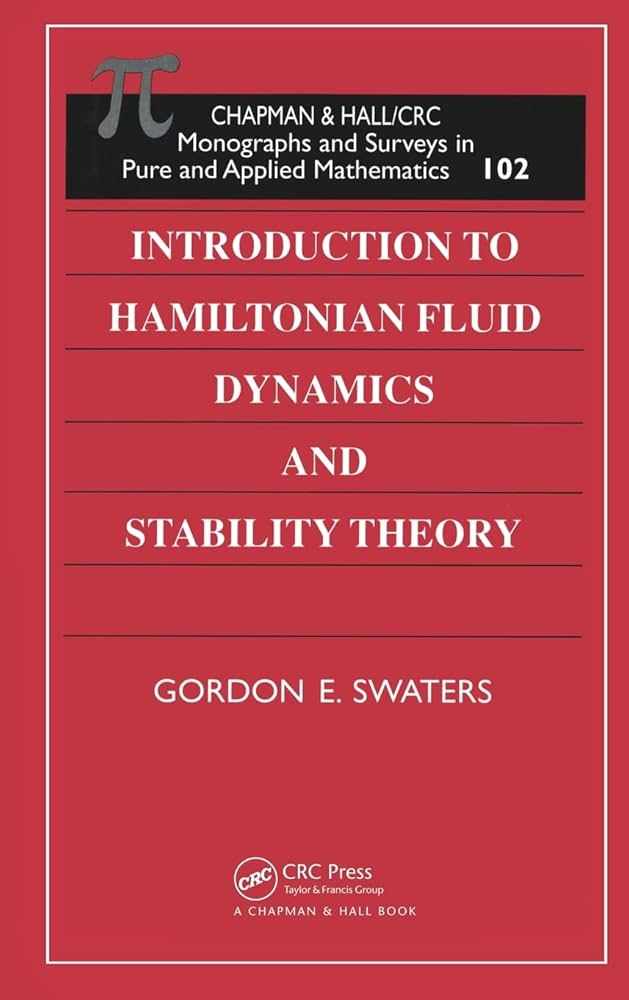 π
CHAPMAN & HALL/CRC
Monographs and Surveys in
Pure and Applied Mathematics 102
INTRODUCTION TO
HAMILTONIAN FLUID
DYNAMICS
AND
STABILITY THEORY
GORDON E. SWATERS
CRC CRC Press
Taylor & Francis Group
A CHAPMAN & HALL BOOK